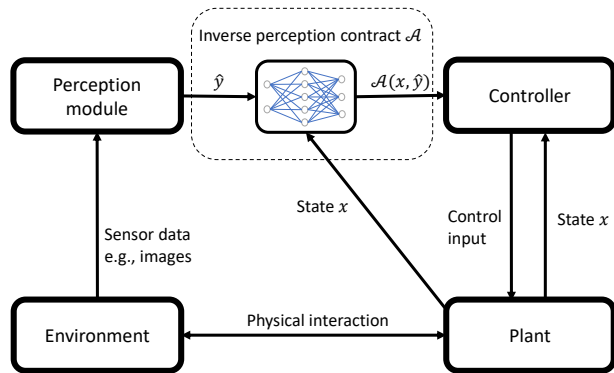 Inverse perception contract 𝒜
Perception
module
ŷ
𝒜(x, ŷ)
Controller
State x
Control
input
State x
Sensor data
e.g., images
Environment
Physical interaction
Plant